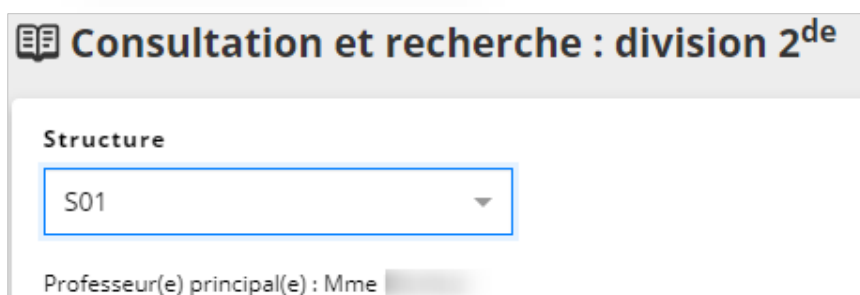 Consultation et recherche : division 2de
Structure
S01
Professeur(e) principal(e) : Mme